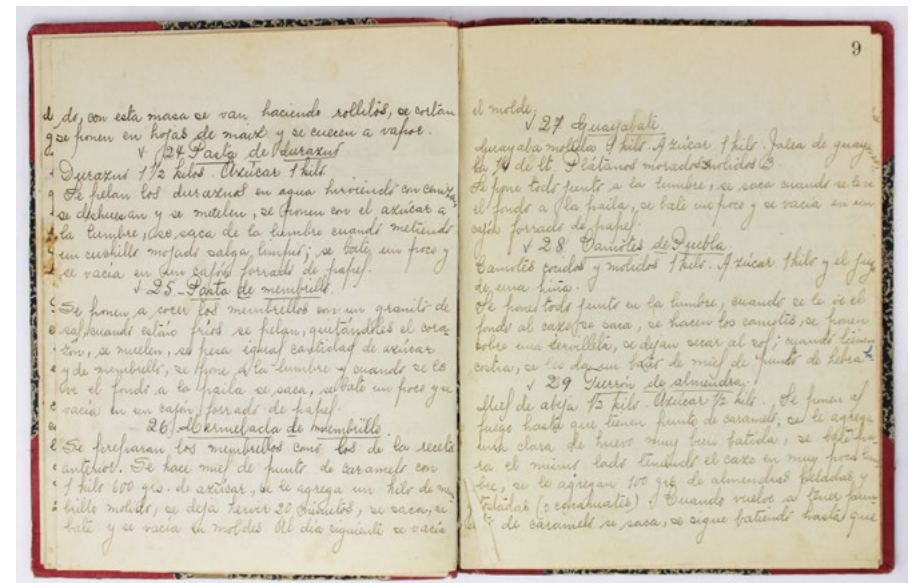 do, con esta masa se van haciendo rollitos, se cortan
se ponen en hojas de maiz y se cuecen a vapor.
√ 24 Pasta de durazno
Durazno 1 1/2 kilos. Azúcar 1 kilo.
Se pelan los duraznos en agua hirviendo con ceniza,
se deshuesan y se muelen, se ponen con el azúcar a
la lumbre, se saca de la lumbre cuando metiendo
un cuchillo mojado salga limpio; se bate un poco y
se vacia en un cajón forrado de papel.
√ 25 - Pasta de membrillo.
Se ponen a cocer los membrillos con un granito de
sal, cuando están fríos se pelan, quitándoles el cora-
zón, se muelen, se pesa igual cantidad de azúcar
y de membrillo, se pone a la lumbre y cuando se le
ve el fondo a la paila se saca, se bate un poco y se
vacía en un cajón forrado de papel.
- 26. Mermelada de membrillo
Se preparan los membrillos como los de la receta
anterior. Se hace miel de punto de caramelo con
1 kilo 600 grs. de azúcar, se le agrega un kilo de mem-
brillo molido, se deja hervir 20 minutos, se saca, se
bate y se vacía en moldes. Al día siguiente se vacía
9
el molde.
√ 27 Guayabate
Guayaba molida 1 kilo. Azúcar 1 kilo. Jalea de guaya-
ba 1/4 de lt. Plátanos morados molidos 3.
Se pone todo junto a la lumbre, se saca cuando se le ve
el fondo a la paila, se bate un poco y se vacía en un
cajón forrado de papel.
√ 28 Camotes de Puebla.
Camotes cocidos y molidos 1 kilo. Azúcar 1 kilo y el jugo
de una piña.
Se pone todo junto en la lumbre, cuando se le ve el
fondo al cazo se saca, se hacen los camotes, se ponen
sobre una servilleta, se dejan secar al sol; cuando tienen
costra, se les da un baño de miel de punto de hebra
√ 29 Turrón de almendra.
Miel de abeja 1/2 kilo. Azúcar 1/2 kilo. Se ponen al
fuego hasta que tienen punto de caramelo, se le agrega
una clara de huevo muy bien batida, se bate pa-
ra el mismo lado teniendo el cazo en muy poca lum-
bre, se le agregan 100 grs de almendras peladas y
tostadas (o cacahuates). Cuando vuelve a tener pun-
to de caramelo se saca, se sigue batiendo hasta que